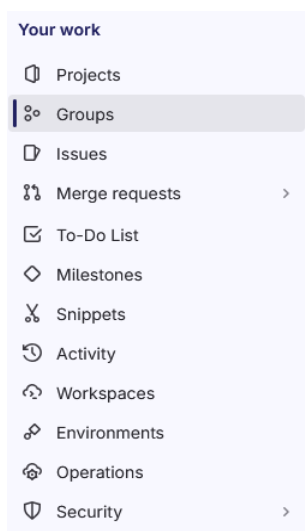 Your work
Projects
Groups
Issues
Merge requests
To-Do List
Milestones
Snippets
Activity
Workspaces
Environments
Operations
Security